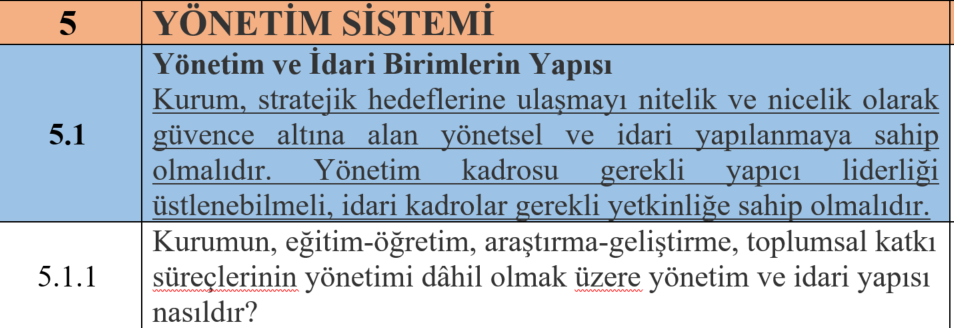 5 YÖNETİM SİSTEMİ
Yönetim ve İdari Birimlerin Yapısı
Kurum, stratejik hedeflerine ulaşmayı nitelik ve nicelik olarak
5.1 güvence altına alan yönetsel ve idari yapılanmaya sahip
olmalıdır. Yönetim kadrosu gerekli yapıcı liderliği
üstlenebilmeli, idari kadrolar gerekli yetkinliğe sahip olmalıdır.
Kurumun, eğitim-öğretim, araştırma-geliştirme, toplumsal katkı
5.1.1 süreçlerinin yönetimi dâhil olmak üzere yönetim ve idari yapısı
nasıldır?